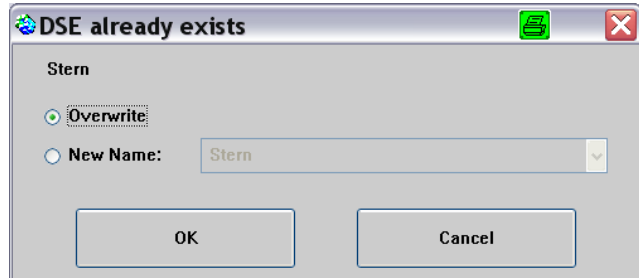 DSE already exists
Stern
Overwrite
New Name: Stern
OK Cancel